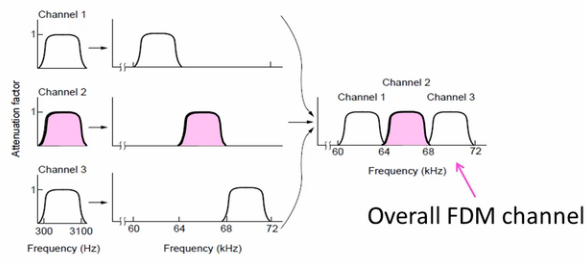 Channel 1
1
Channel 2
1
Attenuation factor
Channel 3
1
300 3100
Frequency (Hz)
60 64 68 72
Frequency (kHz)
Channel 2
Channel 1 Channel 3
60 64 68 72
Frequency (kHz)
Overall FDM channel